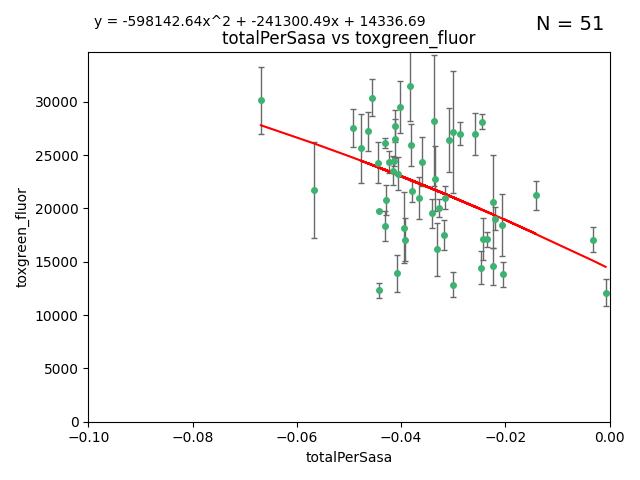 y = -598142.64x^2 + -241300.49x + 14336.69
N = 51
totalPerSasa vs toxgreen_fluor
toxgreen_fluor
30000
25000
20000
15000
10000
5000
0
−0.10
−0.08
−0.06
−0.04
−0.02
0.00
totalPerSasa